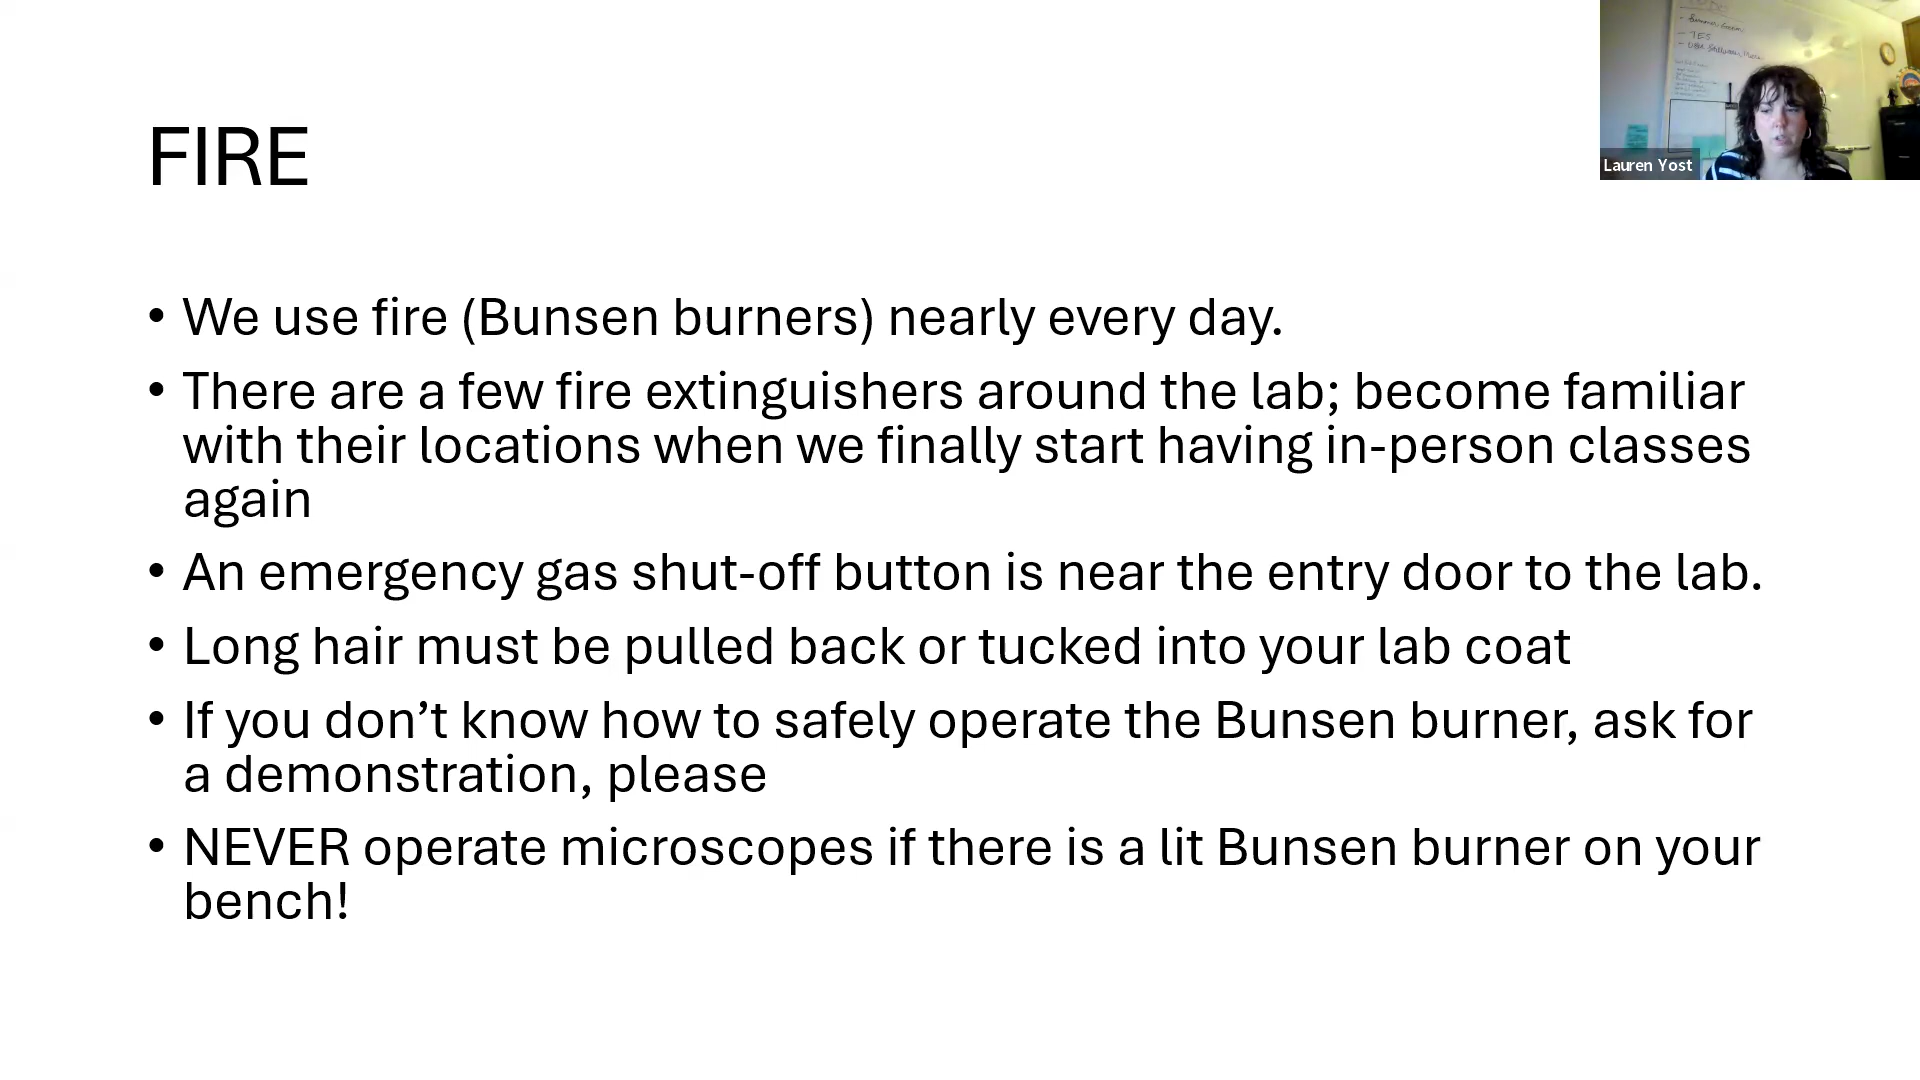 FIRE
• We use fire (Bunsen burners) nearly every day.
• There are a few fire extinguishers around the lab; become familiar
with their locations when we finally start having in-person classes
again
• An emergency gas shut-off button is near the entry door to the lab.
• Long hair must be pulled back or tucked into your lab coat
• If you don’t know how to safely operate the Bunsen burner, ask for
a demonstration, please
• NEVER operate microscopes if there is a lit Bunsen burner on your
bench!
- TES
Lauren Yost